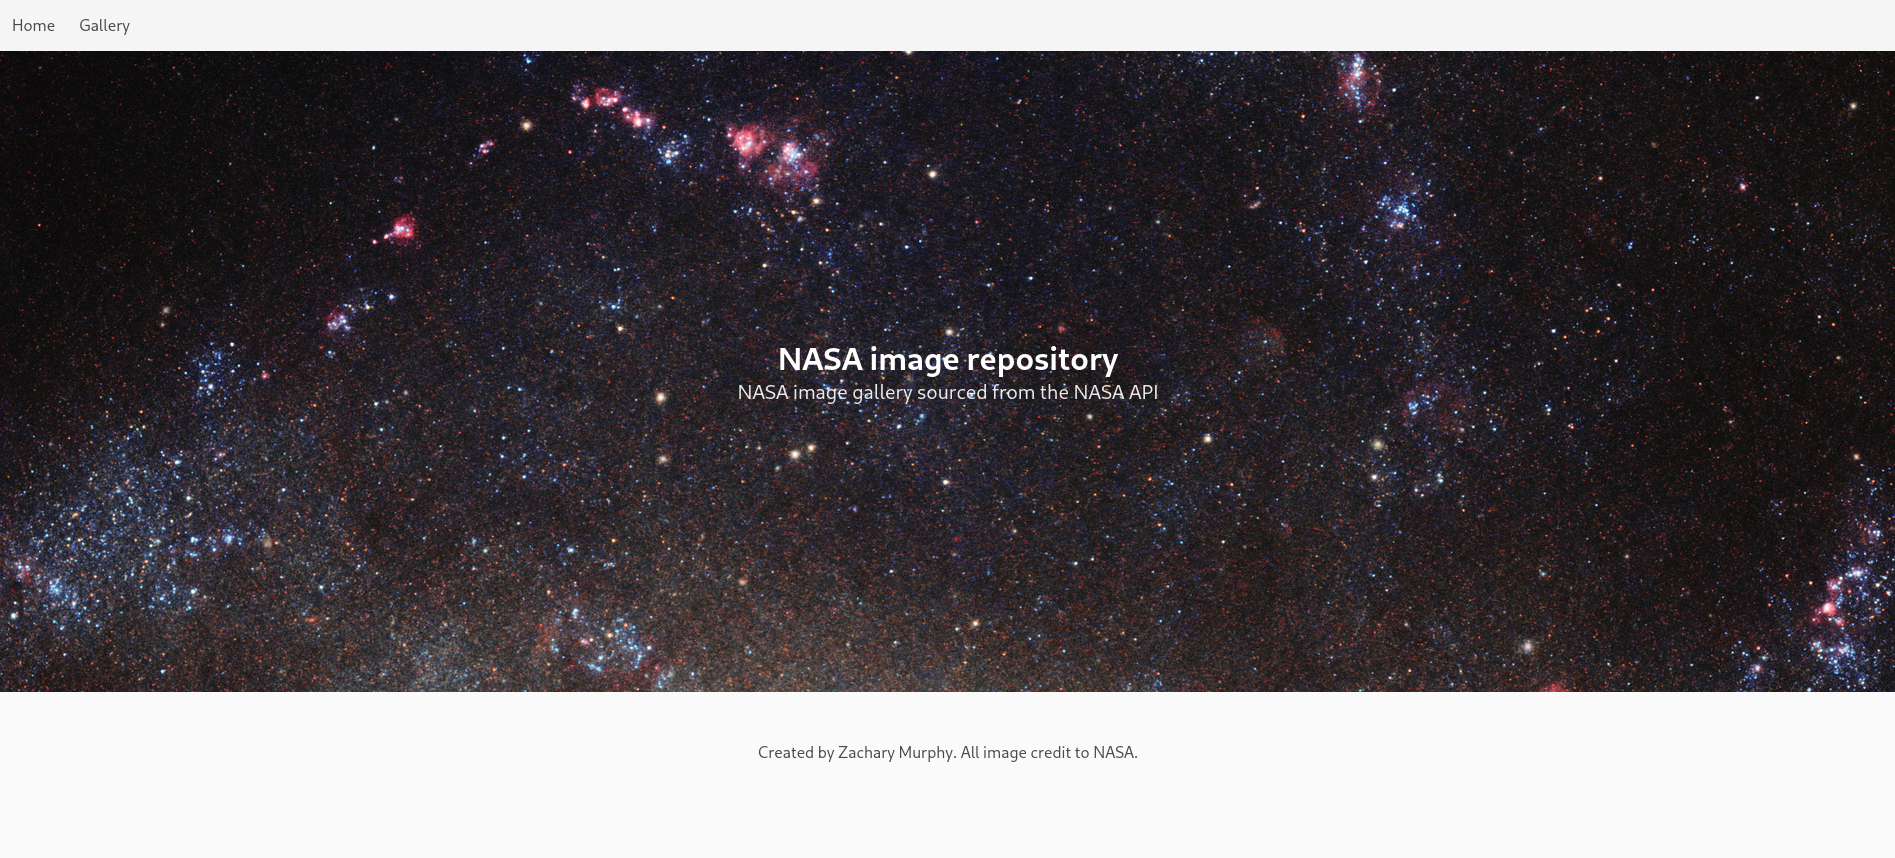 Home Gallery
NASA image repository
NASA image gallery sourced from the NASA API
Created by Zachary Murphy. All image credit to NASA.